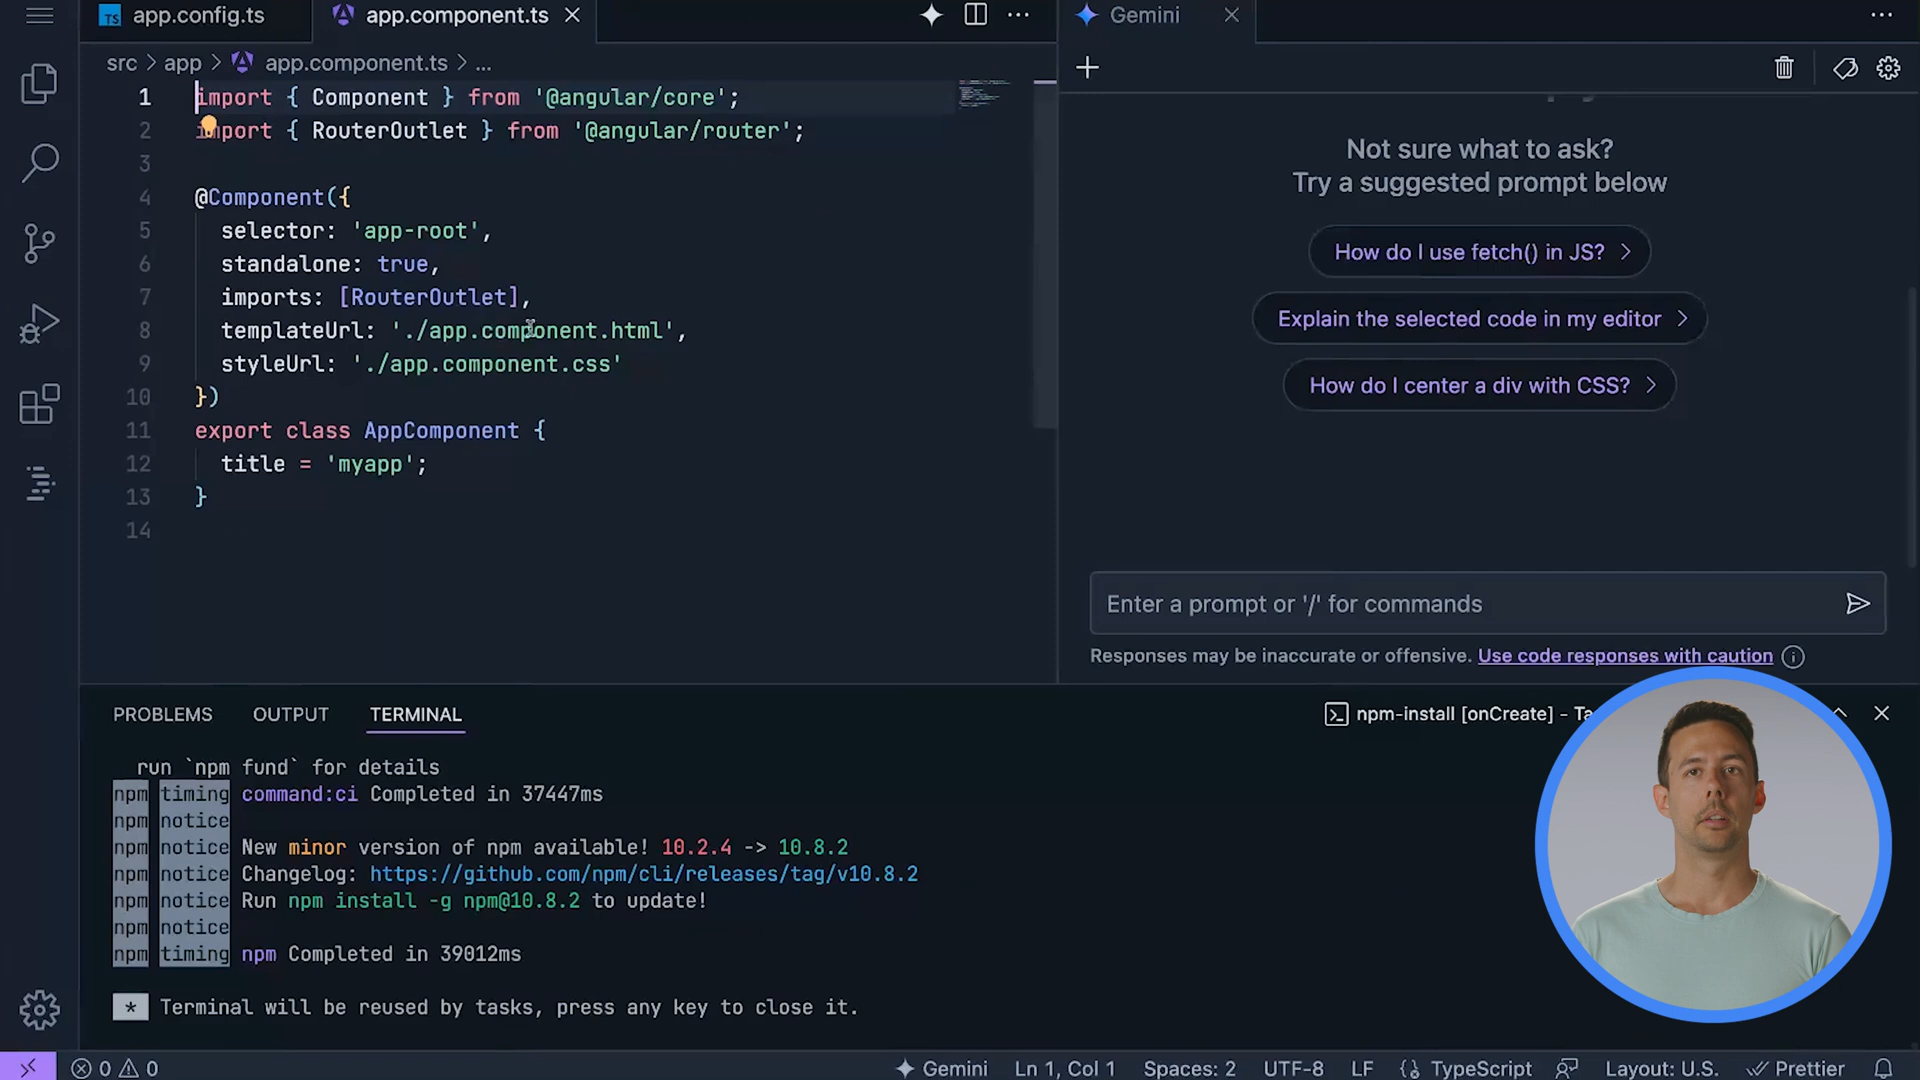 TS app.config.ts
app.component.ts
Gemini
src > app > app.component.ts > ...
1 import { Component } from '@angular/core';
2 import { RouterOutlet } from '@angular/router';
3
4 @Component({
5 selector: 'app-root',
6 standalone: true,
7 imports: [RouterOutlet],
8 templateUrl: './app.component.html',
9 styleUrl: './app.component.css'
10 })
11 export class AppComponent {
12 title = 'myapp';
13 }
14
Not sure what to ask?
Try a suggested prompt below
How do I use fetch() in JS? >
Explain the selected code in my editor >
How do I center a div with CSS? >
Enter a prompt or '/' for commands
Responses may be inaccurate or offensive. Use code responses with caution
PROBLEMS OUTPUT TERMINAL
npm-install [onCreate] - Ta
run `npm fund` for details
npm timing command:ci Completed in 37447ms
npm notice
npm notice New minor version of npm available! 10.2.4 -> 10.8.2
npm notice Changelog: https://github.com/npm/cli/releases/tag/v10.8.2
npm notice Run npm install -g npm@10.8.2 to update!
npm notice
npm timing npm Completed in 39012ms
* Terminal will be reused by tasks, press any key to close it.
0 0 Gemini Ln 1, Col 1 Spaces: 2 UTF-8 LF {} TypeScript Layout: U.S. Prettier